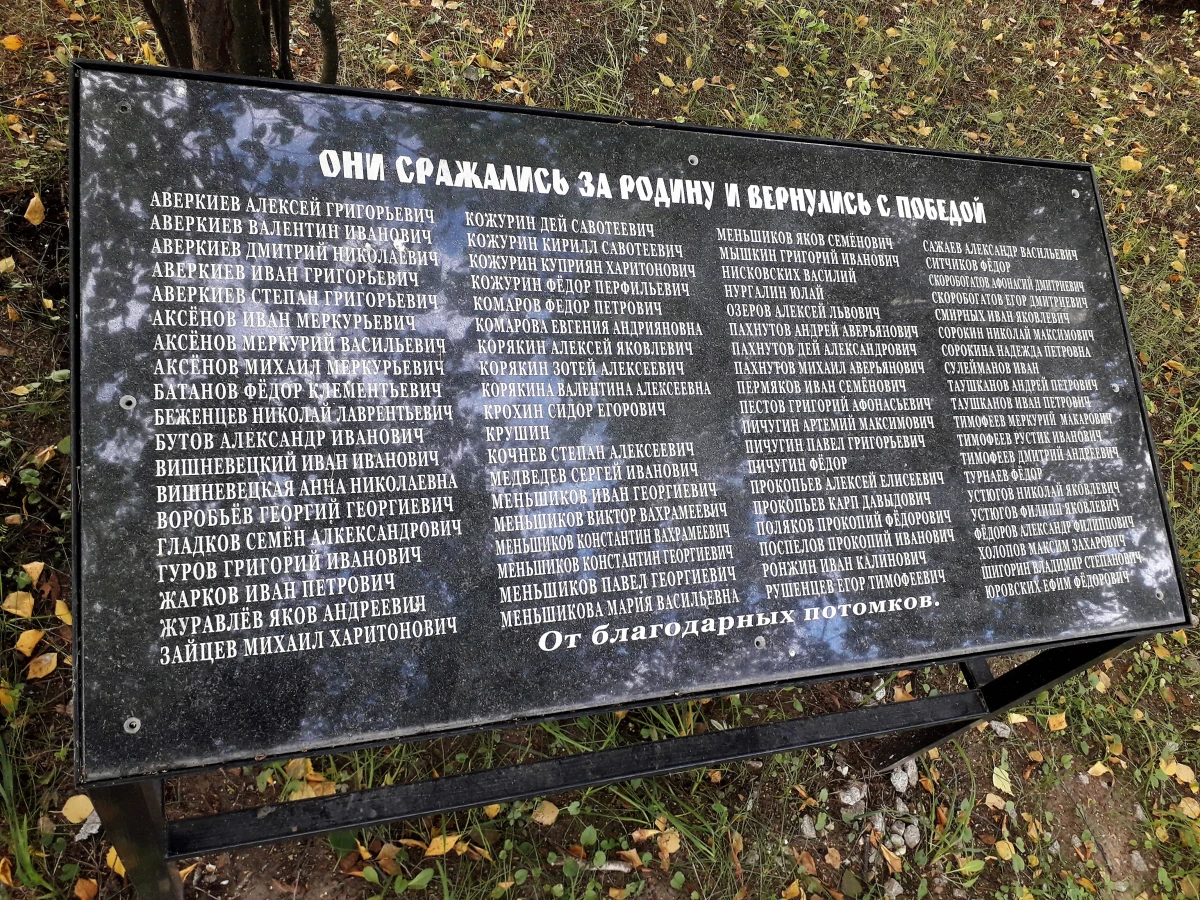 ОНИ СРАЖАЛИСЬ ЗА РОДИНУ И ВЕРНУЛИСЬ С ПОБЕДОЙ
АВЕРКИЕВ АЛЕКСЕЙ ГРИГОРЬЕВИЧ
АВЕРКИЕВ ВАЛЕНТИН ИВАНОВИЧ
АВЕРКИЕВ ДМИТРИЙ НИКОЛАЕВИЧ
АВЕРКИЕВ ИВАН ГРИГОРЬЕВИЧ
АВЕРКИЕВ СТЕПАН ГРИГОРЬЕВИЧ
АКСЁНОВ ИВАН МЕРКУРЬЕВИЧ
АКСЁНОВ МЕРКУРИЙ ВАСИЛЬЕВИЧ
АКСЁНОВ МИХАИЛ МЕРКУРЬЕВИЧ
БАТАНОВ ФЁДОР КЛЕМЕНТЬЕВИЧ
БЕЖЕНЦЕВ НИКОЛАЙ ЛАВРЕНТЬЕВИЧ
БУТОВ АЛЕКСАНДР ИВАНОВИЧ
ВИШНЕВЕЦКИЙ ИВАН ИВАНОВИЧ
ВИШНЕВЕЦКАЯ АННА НИКОЛАЕВНА
ВОРОБЬЁВ ГЕОРГИЙ ГЕОРГИЕВИЧ
ГЛАДКОВ СЕМЁН АЛКЕКСАНДРОВИЧ
ГУРОВ ГРИГОРИЙ ИВАНОВИЧ
ЖАРКОВ ИВАН ПЕТРОВИЧ
ЖУРАВЛЁВ ЯКОВ АНДРЕЕВИЧ
ЗАЙЦЕВ МИХАИЛ ХАРИТОНОВИЧ
КОЖУРИН ДЕЙ САВОТЕЕВИЧ
КОЖУРИН КИРИЛЛ САВОТЕЕВИЧ
КОЖУРИН КУПРИЯН ХАРИТОНОВИЧ
КОЖУРИН ФЁДОР ПЕРФИЛЬЕВИЧ
КОМАРОВ ФЕДОР ПЕТРОВИЧ
КОМАРОВА ЕВГЕНИЯ АНДРИЯНОВНА
КОРЯКИН АЛЕКСЕЙ ЯКОВЛЕВИЧ
КОРЯКИН ЗОТЕЙ АЛЕКСЕЕВИЧ
КОРЯКИНА ВАЛЕНТИНА АЛЕКСЕЕВНА
КРОХИН СИДОР ЕГОРОВИЧ
КРУШИН
КОЧНЕВ СТЕПАН АЛЕКСЕЕВИЧ
МЕДВЕДЕВ СЕРГЕЙ ИВАНОВИЧ
МЕНЬШИКОВ ИВАН ГЕОРГИЕВИЧ
МЕНЬШИКОВ ВИКТОР ВАХРАМЕЕВИЧ
МЕНЬШИКОВ КОНСТАНТИН ВАХРАМЕЕВИЧ
МЕНЬШИКОВ КОНСТАНТИН ГЕОРГИЕВИЧ
МЕНЬШИКОВ ПАВЕЛ ГЕОРГИЕВИЧ
МЕНЬШИКОВА МАРИЯ ВАСИЛЬЕВНА
МЕНЬШИКОВ ЯКОВ СЕМЁНОВИЧ
МЫШКИН ГРИГОРИЙ ИВАНОВИЧ
НИСКОВСКИХ ВАСИЛИЙ
НУРГАЛИН ЮЛАЙ
ОЗЕРОВ АЛЕКСЕЙ ЛЬВОВИЧ
ПАХНУТОВ АНДРЕЙ АВЕРЬЯНОВИЧ
ПАХНУТОВ ДЕЙ АЛЕКСАНДРОВИЧ
ПАХНУТОВ МИХАИЛ АВЕРЬЯНОВИЧ
ПЕРМЯКОВ ИВАН СЕМЁНОВИЧ
ПЕСТОВ ГРИГОРИЙ АФОНАСЬЕВИЧ
ПИЧУГИН АРТЕМИЙ МАКСИМОВИЧ
ПИЧУГИН ПАВЕЛ ГРИГОРЬЕВИЧ
ПИЧУГИН ФЁДОР
ПРОКОПЬЕВ АЛЕКСЕЙ ЕЛИСЕЕВИЧ
ПРОКОПЬЕВ КАРП ДАВЫДОВИЧ
ПОЛЯКОВ ПРОКОПИЙ ФЁДОРОВИЧ
ПОСПЕЛОВ ПРОКОПИЙ ИВАНОВИЧ
РОНЖИН ИВАН КАЛИНОВИЧ
РУШЕНЦЕВ ЕГОР ТИМОФЕЕВИЧ
САЖАЕВ АЛЕКСАНДР ВАСИЛЬЕВИЧ
СИТЧИКОВ ФЁДОР
СКОРОБОГАТОВ АФОНАСИЙ ДМИТРИЕВИЧ
СКОРОБОГАТОВ ЕГОР ДМИТРИЕВИЧ
СМИРНЫХ ИВАН ЯКОВЛЕВИЧ
СОРОКИН НИКОЛАЙ МАКСИМОВИЧ
СОРОКИНА НАДЕЖДА ПЕТРОВНА
СУЛЕЙМАНОВ ИВАН
ТАУШКАНОВ АНДРЕЙ ПЕТРОВИЧ
ТАУШКАНОВ ИВАН ПЕТРОВИЧ
ТИМОФЕЕВ МЕРКУРИЙ МАКАРОВИЧ
ТИМОФЕЕВ РУСТИК ИВАНОВИЧ
ТИМОФЕЕВ ДМИТРИЙ АНДРЕЕВИЧ
ТУРНАЕВ ФЁДОР
УСТЮГОВ НИКОЛАЙ ЯКОВЛЕВИЧ
УСТЮГОВ ФИЛИПП ЯКОВЛЕВИЧ
ФЁДОРОВ АЛЕКСАНДР ФИЛИППОВИЧ
ХОЛОПОВ МАКСИМ ЗАХАРОВИЧ
ШИГОРИН ВЛАДИМИР СТЕПАНОВИЧ
ЮРОВСКИХ ЕФИМ ФЁДОРОВИЧ
От благодарных потомков.